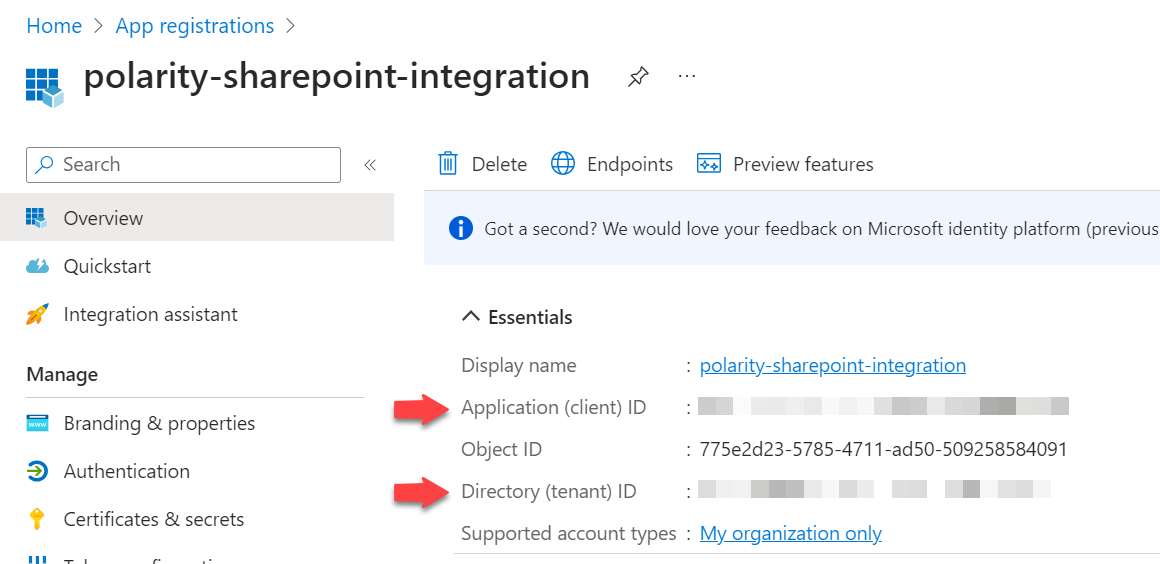 Home > App registrations >
polarity-sharepoint-integration ...
Search «
Overview
Quickstart
Integration assistant
Manage
Branding & properties
Authentication
Certificates & secrets
Delete Endpoints Preview features
Got a second? We would love your feedback on Microsoft identity platform (previous
Essentials
Display name : polarity-sharepoint-integration
Application (client) ID :
Object ID : 775e2d23-5785-4711-ad50-509258584091
Directory (tenant) ID :
Supported account types : My organization only